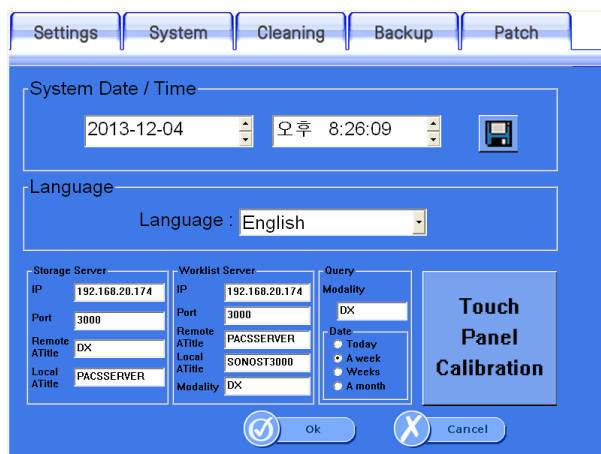 Settings System Cleaning Backup Patch
System Date / Time
2013-12-04 오후 8:26:09
Language
Language : English
Storage Server
IP 192.168.20.174
Port 3000
Remote ATitle DX
Local ATitle PACSSERVER
Worklist Server
IP 192.168.20.174
Port 3000
Remote ATitle PACSSERVER
Local ATitle SONOST3000
Modality DX
Query
Modality
DX
Date
Today
A week
Weeks
A month
Touch
Panel
Calibration
Ok Cancel